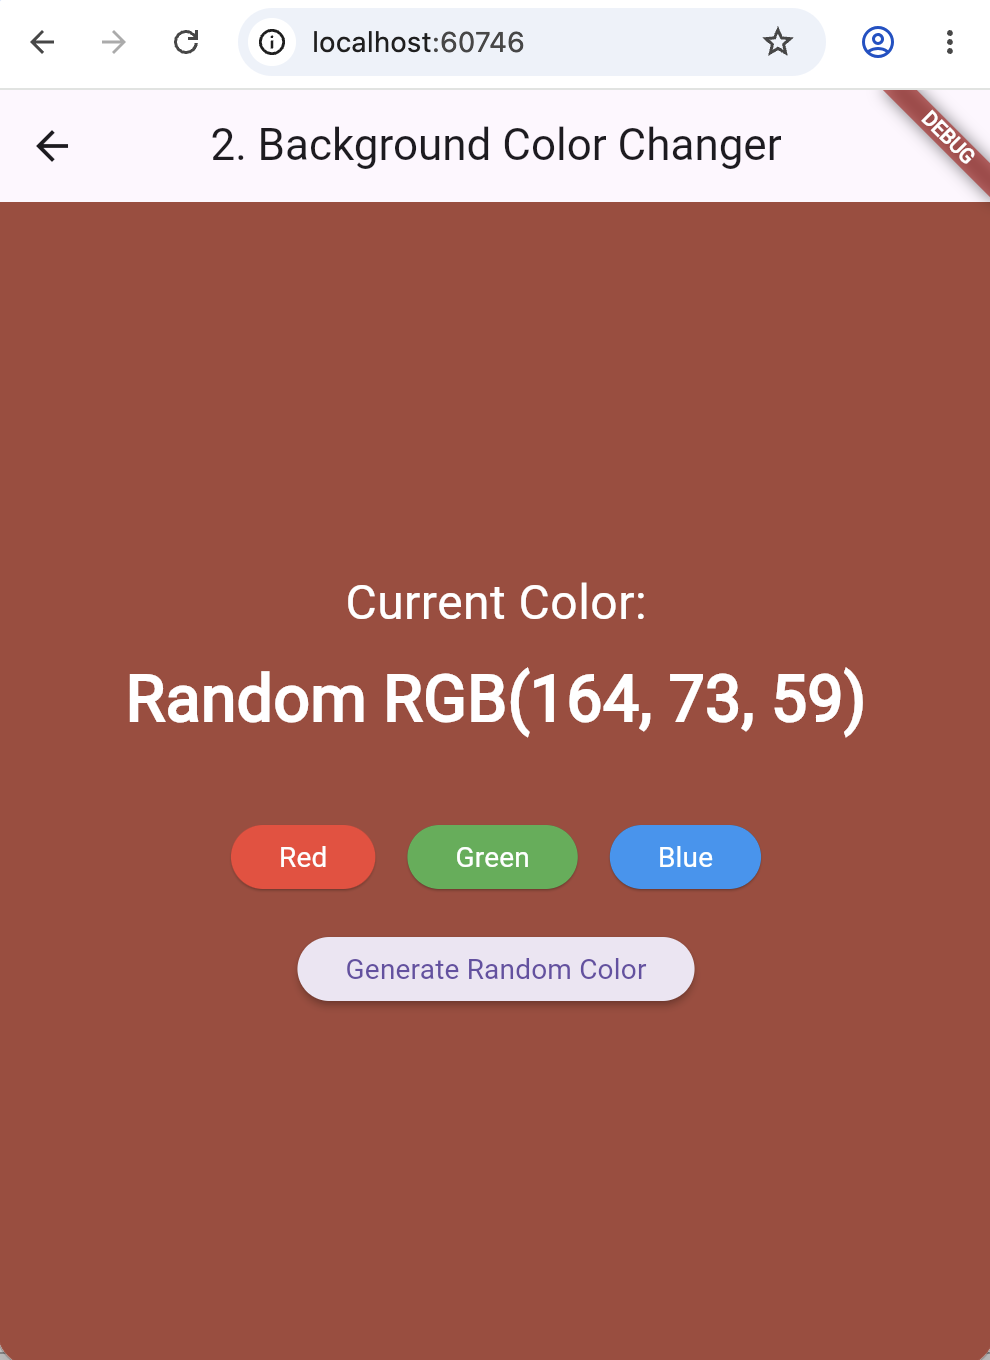 localhost:60746
2. Background Color Changer
DEBUG
Current Color:
Random RGB(164, 73, 59)
Red Green Blue
Generate Random Color